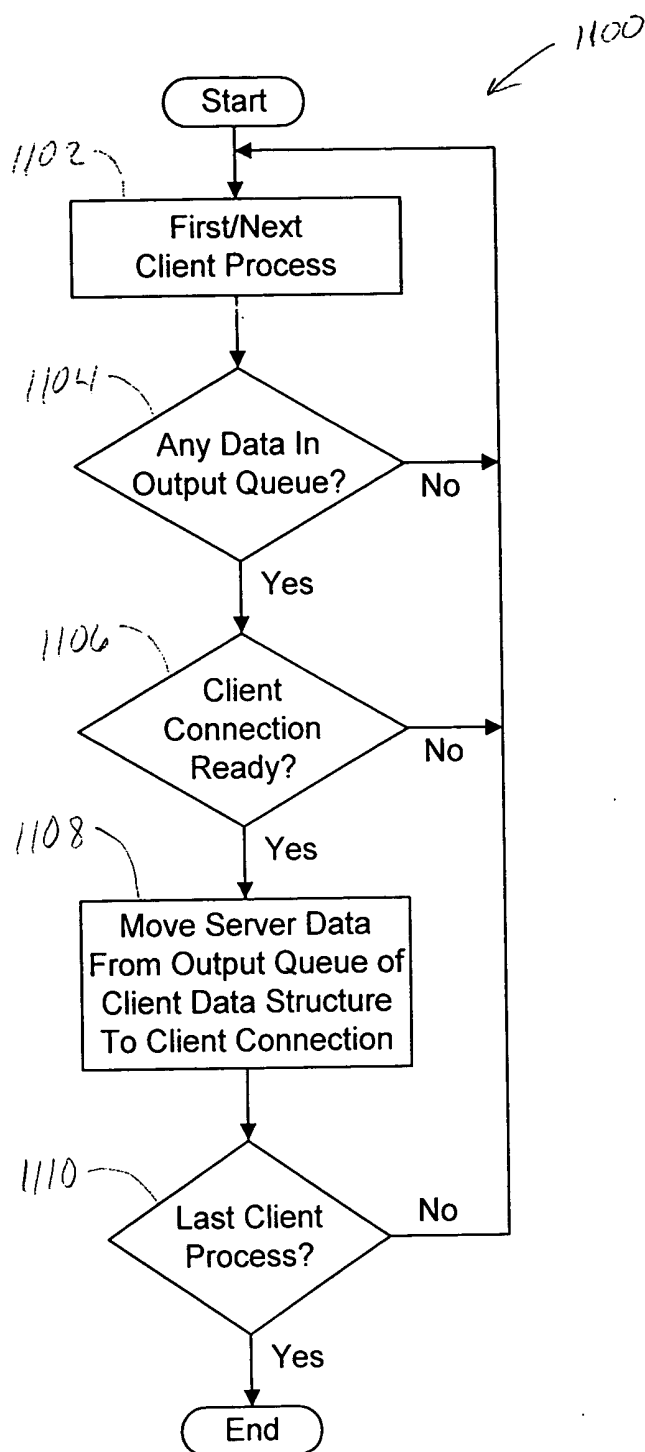 1100
Start
1102
First/Next
Client Process
1104
Any Data In
Output Queue?
No
Yes
1106
Client
Connection
Ready?
No
Yes
1108
Move Server Data
From Output Queue of
Client Data Structure
To Client Connection
1110
Last Client
Process?
No
Yes
End